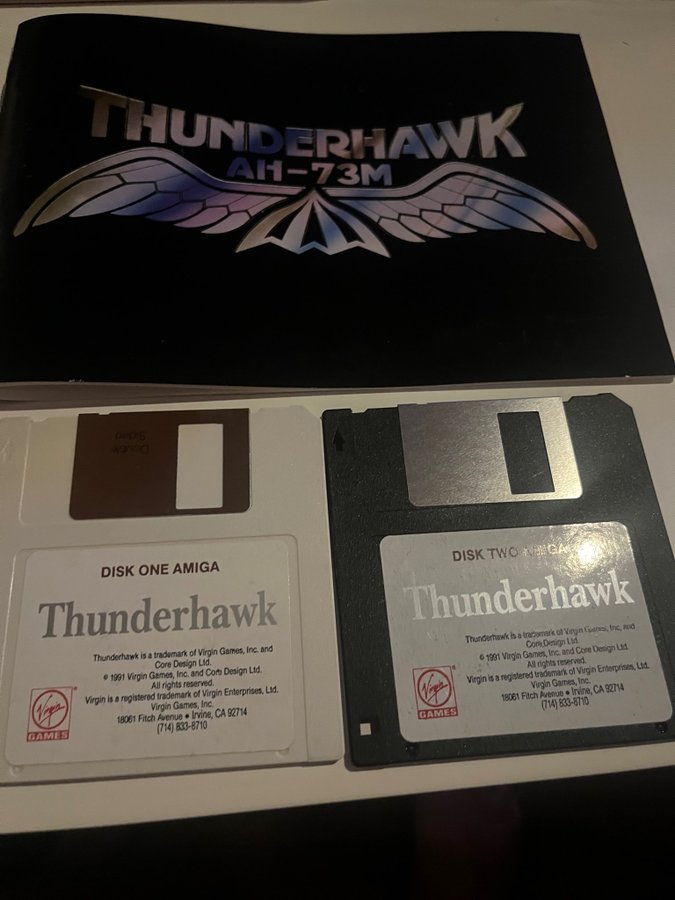 THUNDERHAWK
AH-73M
Double
Sided
DISK ONE AMIGA
Thunderhawk
Thunderhawk is a trademark of Virgin Games, Inc. and
Core Design Ltd.
© 1991 Virgin Games, Inc. and Core Design Ltd.
All rights reserved.
Virgin is a registered trademark of Virgin Enterprises, Ltd.
Virgin Games, Inc.
18061 Fitch Avenue • Irvine, CA 92714
(714) 833-8710
Virgin®
GAMES
DISK TWO AMIGA
Thunderhawk
Thunderhawk is a trademark of Virgin Games, Inc. and
Core Design Ltd.
© 1991 Virgin Games, Inc. and Core Design Ltd.
All rights reserved.
Virgin is a registered trademark of Virgin Enterprises, Ltd.
Virgin Games, Inc.
18061 Fitch Avenue • Irvine, CA 92714
(714) 833-8710
Virgin®
GAMES